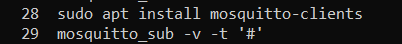 28 sudo apt install mosquitto-clients
29 mosquitto_sub -v -t '#'